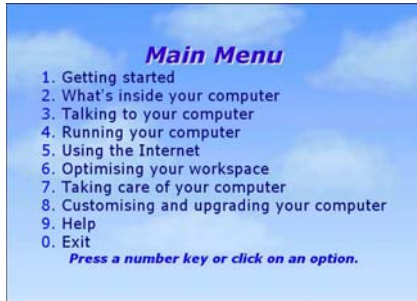 Main Menu
1. Getting started
2. What's inside your computer
3. Talking to your computer
4. Running your computer
5. Using the Internet
6. Optimising your workspace
7. Taking care of your computer
8. Customising and upgrading your computer
9. Help
0. Exit
Press a number key or click on an option.